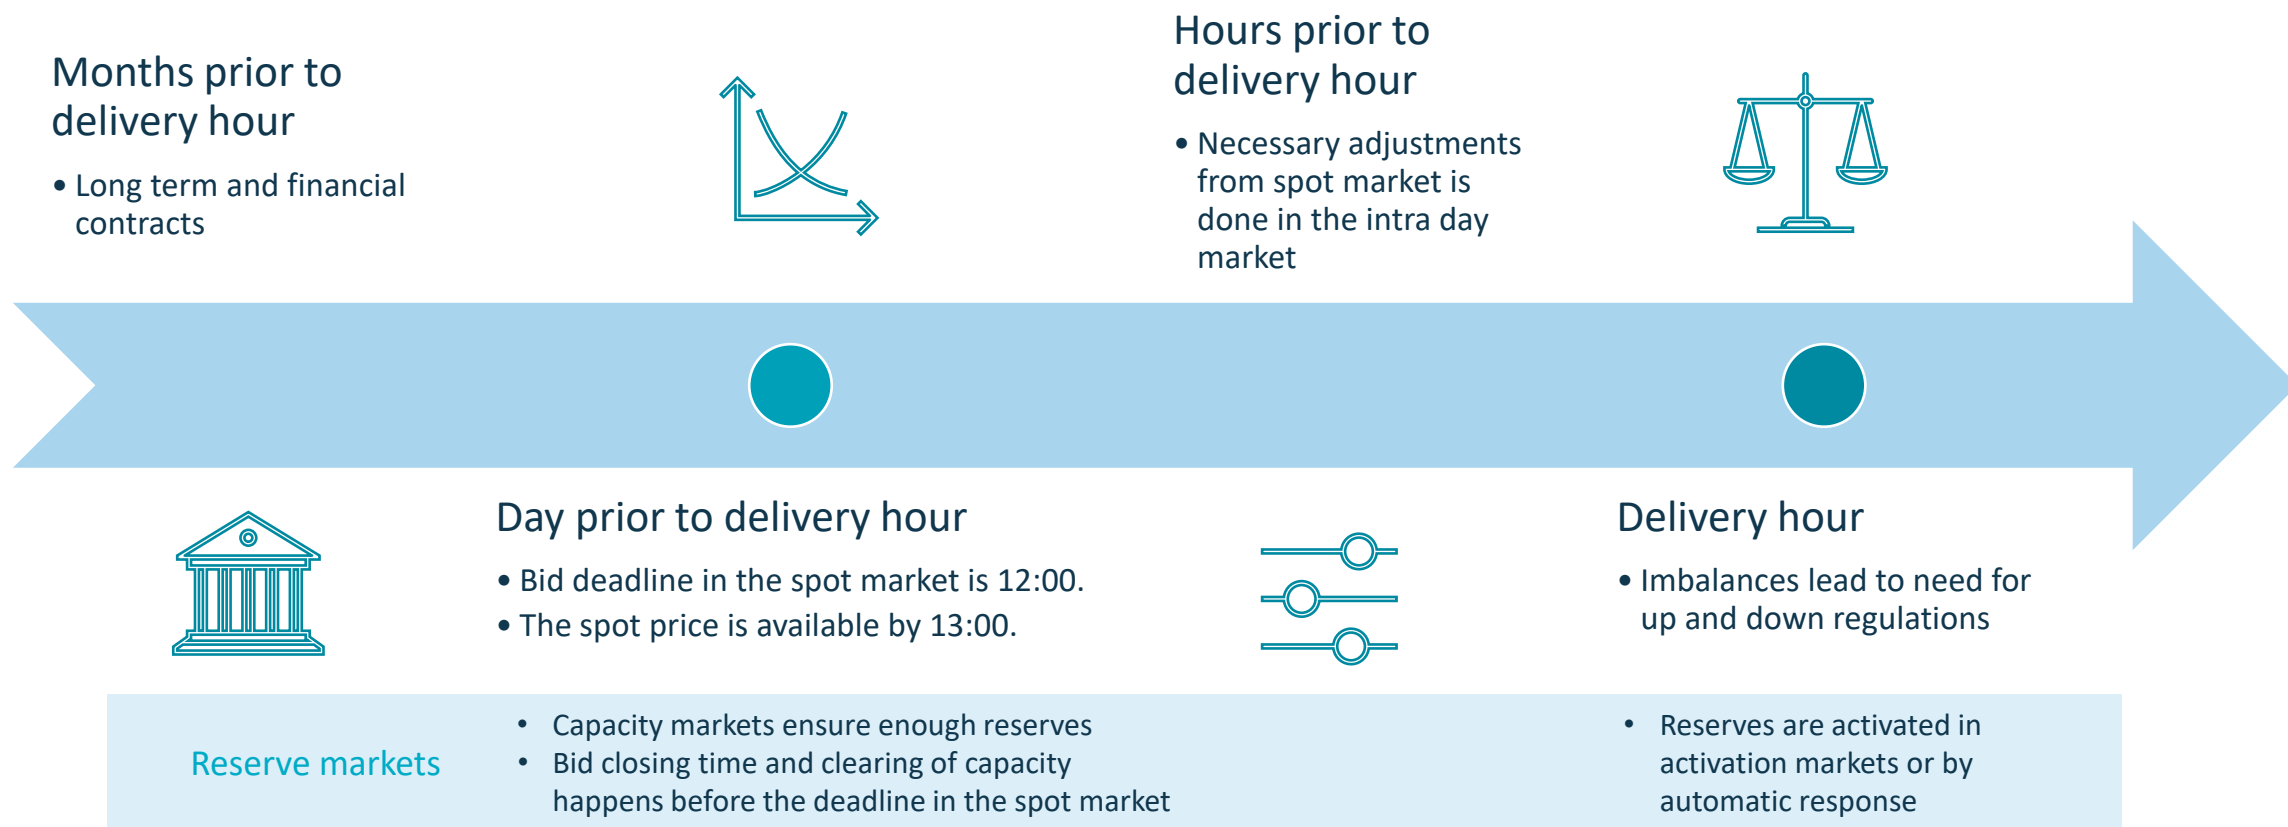 Months prior to
delivery hour
• Long term and financial
contracts
Hours prior to
delivery hour
• Necessary adjustments
from spot market is
done in the intra day
market
Day prior to delivery hour
• Bid deadline in the spot market is 12:00.
• The spot price is available by 13:00.
Delivery hour
• Imbalances lead to need for
up and down regulations
Reserve markets
• Capacity markets ensure enough reserves
• Bid closing time and clearing of capacity
happens before the deadline in the spot market
• Reserves are activated in
activation markets or by
automatic response